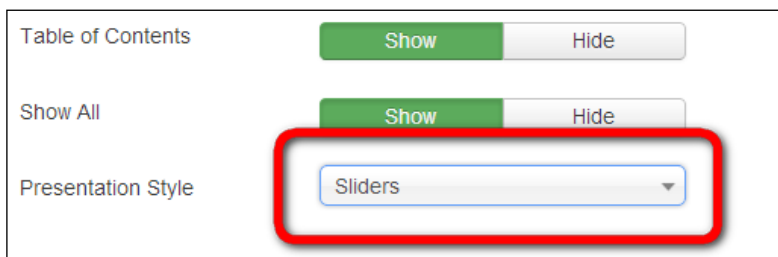 Table of Contents Show Hide
Show All Show Hide
Presentation Style Sliders